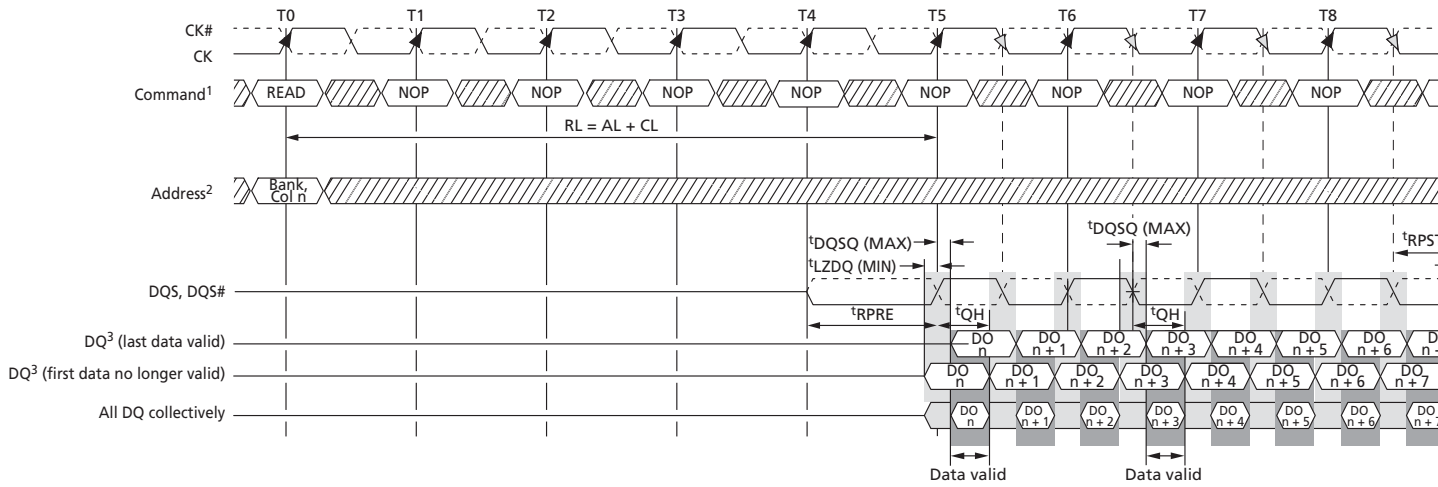 T0 T1 T2 T3 T4 T5 T6 T7 T8
CK#
CK
Command1 READ NOP NOP NOP NOP NOP NOP NOP NOP
RL = AL + CL
Address2 Bank, Col n
tDQSQ (MAX) tDQSQ (MAX) tRPST
tLZDQ (MIN)
DQS, DQS#
tRPRE tQH tQH
DQ3 (last data valid) DO n DO n + 1 DO n + 2 DO n + 3 DO n + 4 DO n + 5 DO n + 6
DQ3 (first data no longer valid) DO n DO n + 1 DO n + 2 DO n + 3 DO n + 4 DO n + 5 DO n + 6 DO n + 7
All DQ collectively DO n DO n + 1 DO n + 2 DO n + 3 DO n + 4 DO n + 5 DO n + 6 DO n + 7
Data valid Data valid